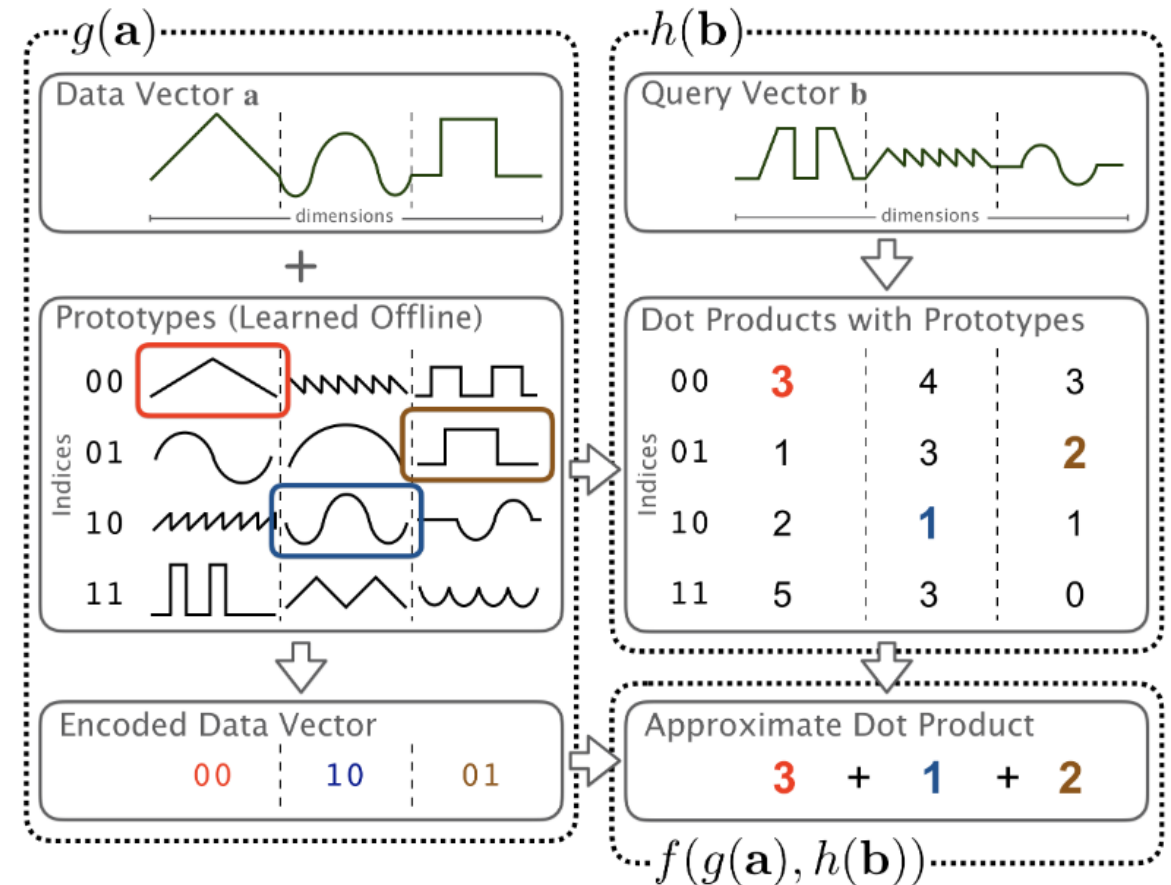 g(a)
Data Vector a
dimensions
+
Prototypes (Learned Offline)
Indices
00
01
10
11
Encoded Data Vector
00 10 01
h(b)
Query Vector b
dimensions
Dot Products with Prototypes
Indices
00 3 4 3
01 1 3 2
10 2 1 1
11 5 3 0
Approximate Dot Product
3 + 1 + 2
f(g(a), h(b))